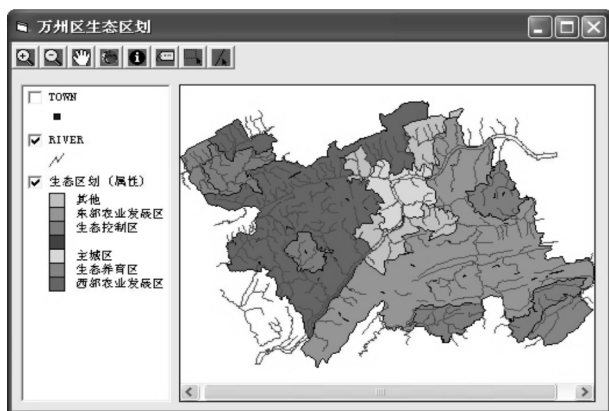 万州区生态区划
TOWN
RIVER
生态区划 (属性)
其他
东部农业发展区
生态控制区
主城区
生态养育区
西部农业发展区